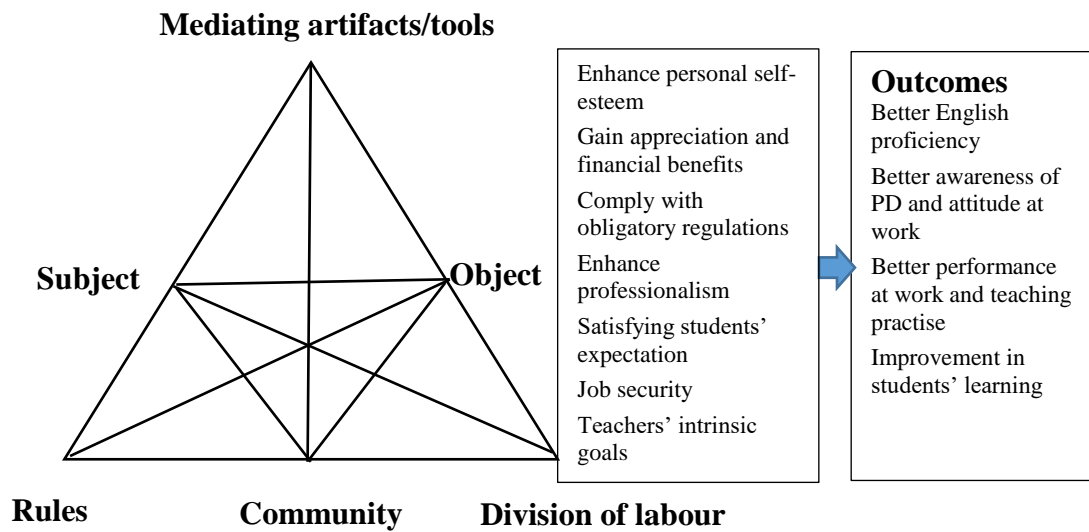 Mediating artifacts/tools
Subject
Object
Rules
Community
Division of labour
Enhance personal self-
esteem
Gain appreciation and
financial benefits
Comply with
obligatory regulations
Enhance
professionalism
Satisfying students’
expectation
Job security
Teachers’ intrinsic
goals
Outcomes
Better English
proficiency
Better awareness of
PD and attitude at
work
Better performance
at work and teaching
practise
Improvement in
students’ learning